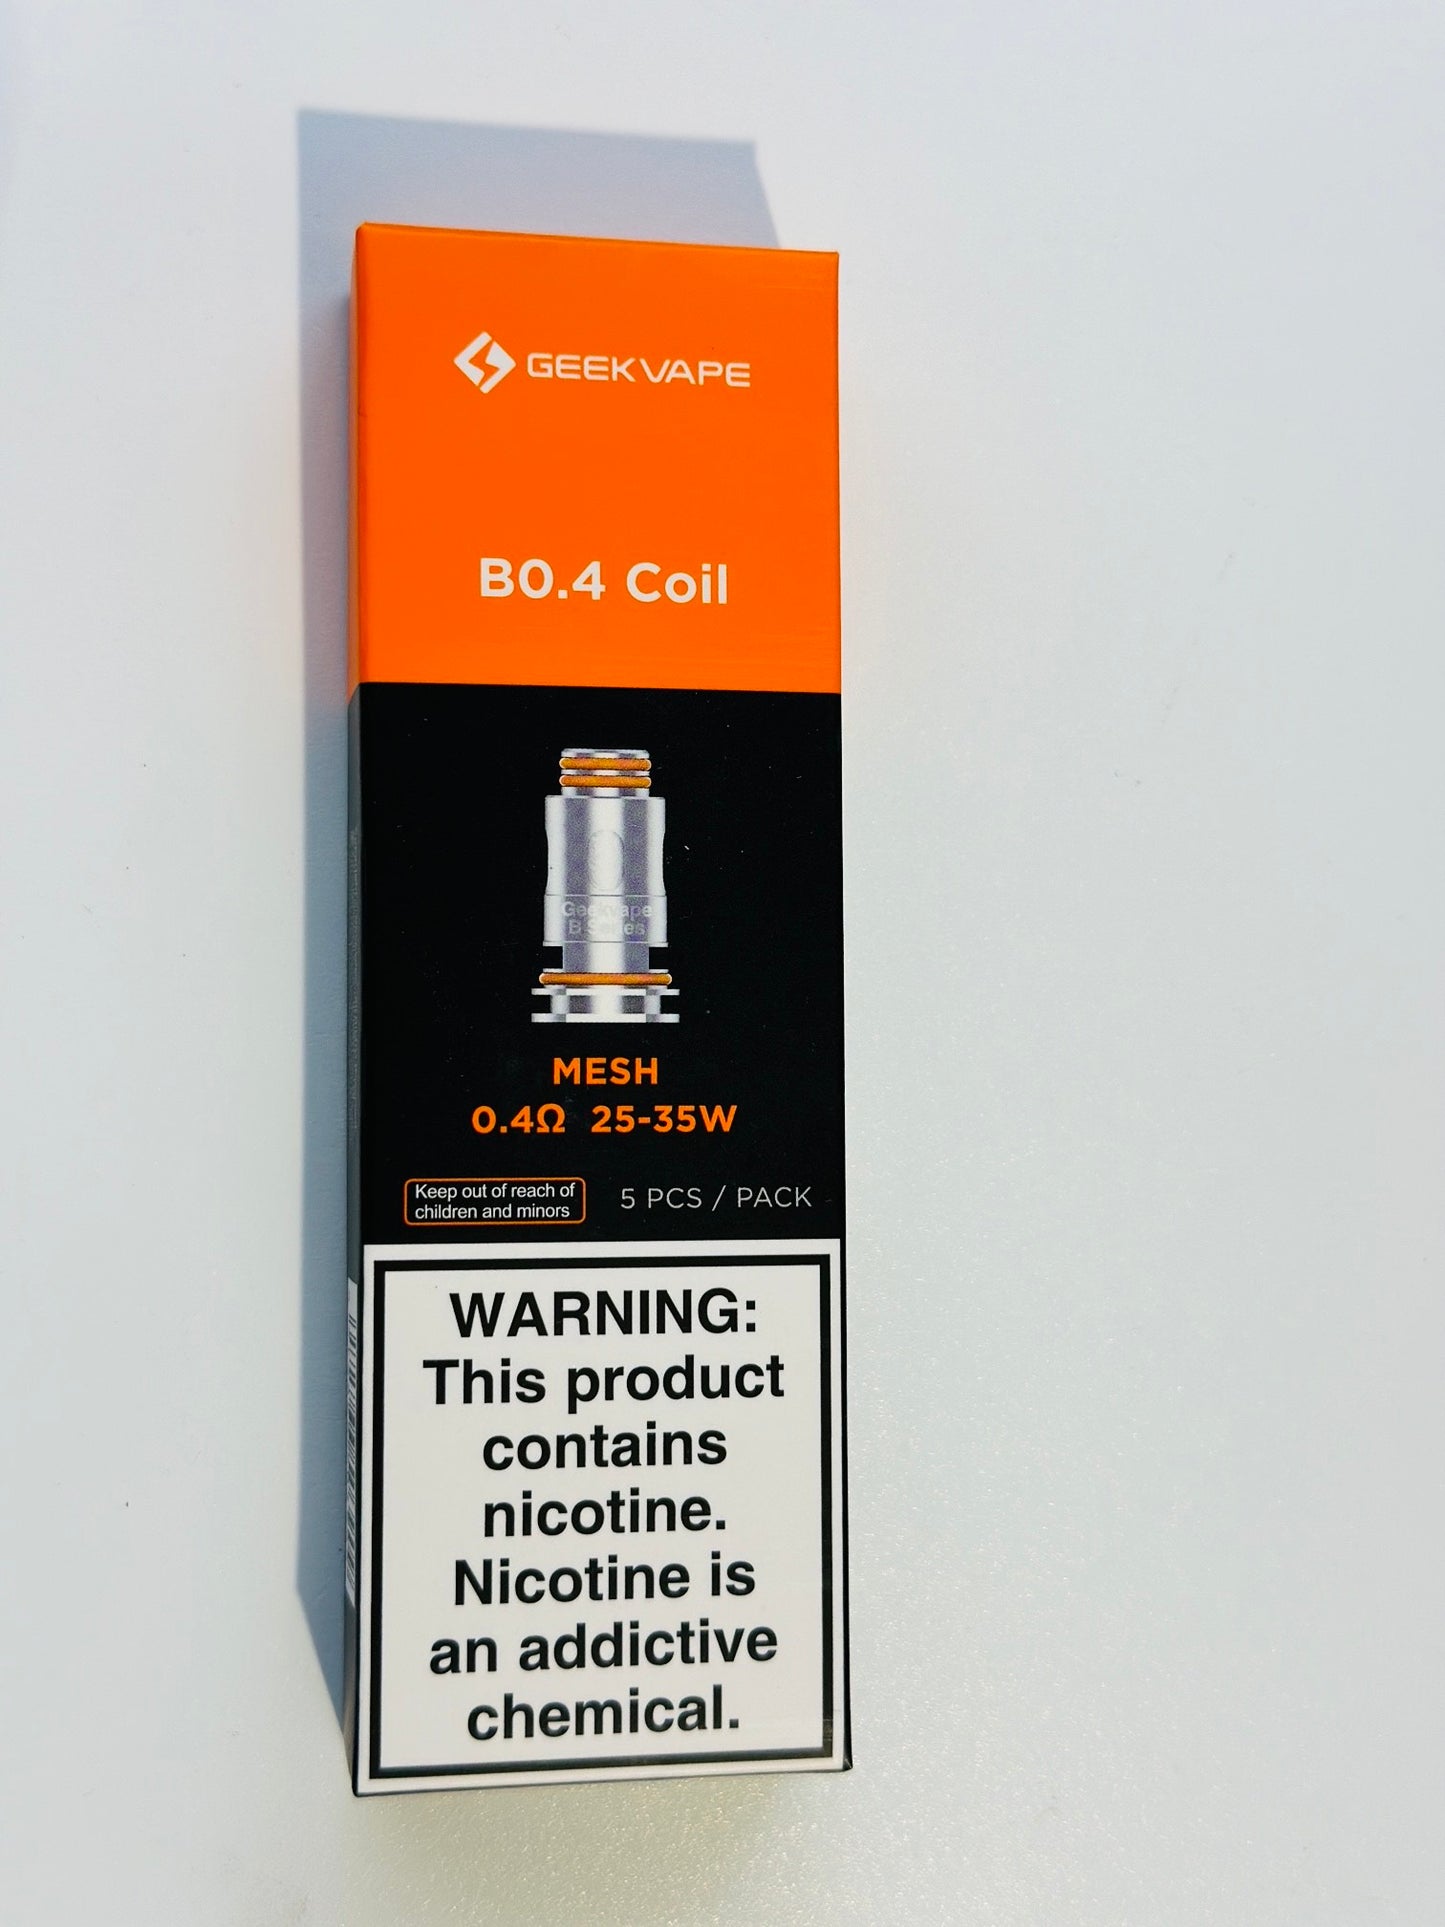 GEEKVAPE
B0.4 Coil
Geekvape
B Series
MESH
0.4Ω 25-35W
Keep out of reach of
children and minors
5 PCS / PACK
WARNING:
This product
contains
nicotine.
Nicotine is
an addictive
chemical.